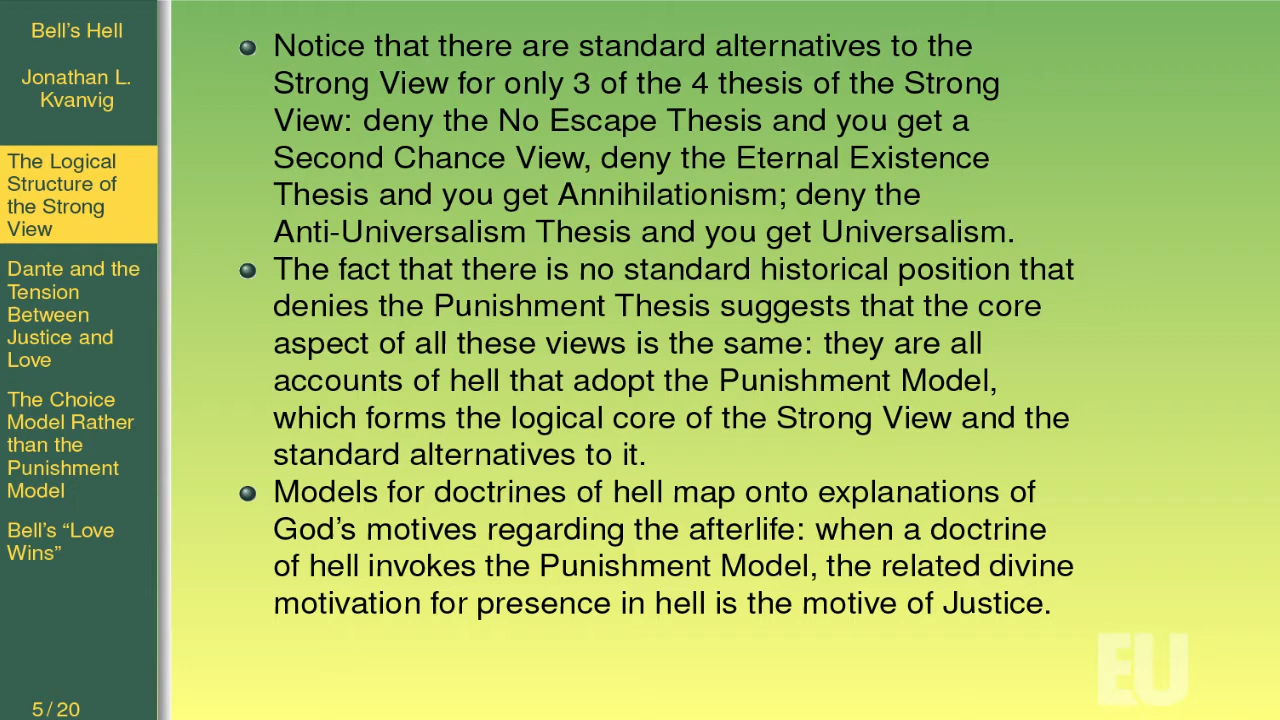 Bell’s Hell
Jonathan L.
Kvanvig
The Logical
Structure of
the Strong
View
Dante and the
Tension
Between
Justice and
Love
The Choice
Model Rather
than the
Punishment
Model
Bell’s “Love
Wins”
5 / 20
Notice that there are standard alternatives to the
Strong View for only 3 of the 4 thesis of the Strong
View: deny the No Escape Thesis and you get a
Second Chance View, deny the Eternal Existence
Thesis and you get Annihilationism; deny the
Anti-Universalism Thesis and you get Universalism.
The fact that there is no standard historical position that
denies the Punishment Thesis suggests that the core
aspect of all these views is the same: they are all
accounts of hell that adopt the Punishment Model,
which forms the logical core of the Strong View and the
standard alternatives to it.
Models for doctrines of hell map onto explanations of
God’s motives regarding the afterlife: when a doctrine
of hell invokes the Punishment Model, the related divine
motivation for presence in hell is the motive of Justice.
EU